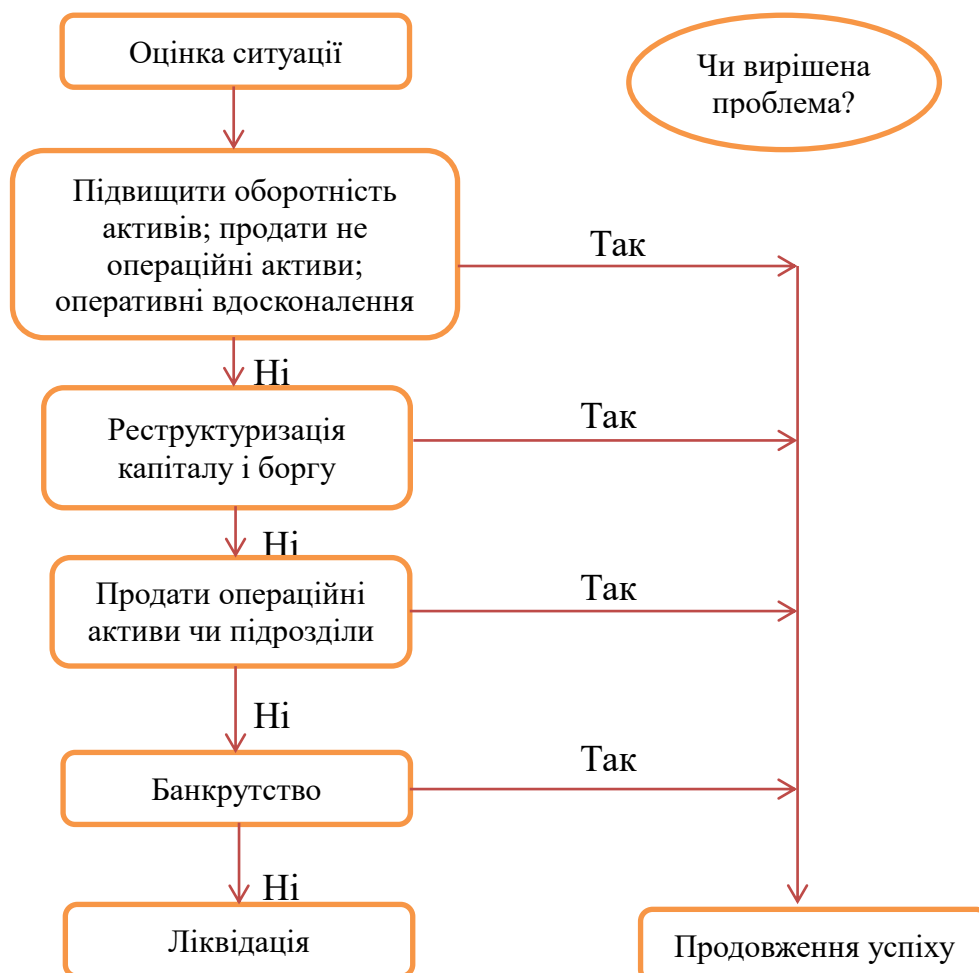 Оцінка ситуації
Чи вирішена
проблема?
Підвищити оборотність
активів; продати не
операційні активи;
оперативні вдосконалення
Так
Ні
Реструктуризація
капіталу і боргу
Так
Ні
Продати операційні
активи чи підрозділи
Так
Ні
Банкрутство
Так
Ні
Ліквідація
Продовження успіху